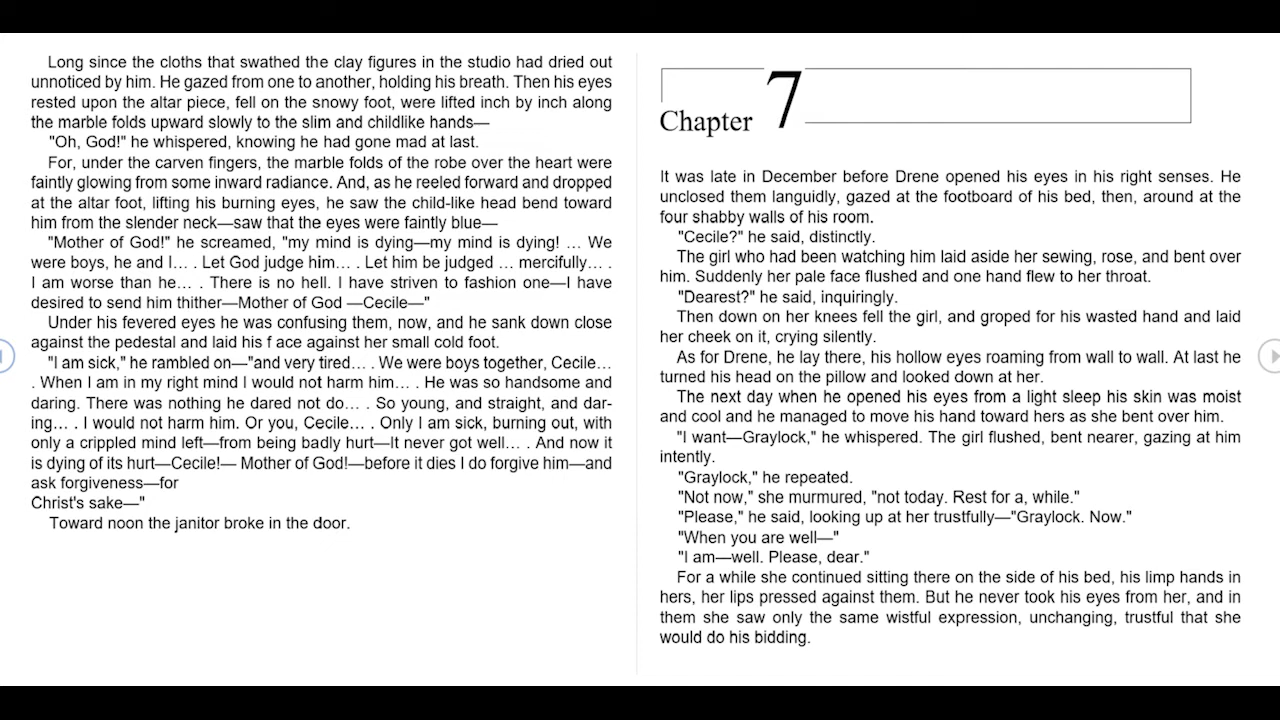 Long since the cloths that swathed the clay figures in the studio had dried out
unnoticed by him. He gazed from one to another, holding his breath. Then his eyes
rested upon the altar piece, fell on the snowy foot, were lifted inch by inch along
the marble folds upward slowly to the slim and childlike hands—
"Oh, God!" he whispered, knowing he had gone mad at last.
For, under the carven fingers, the marble folds of the robe over the heart were
faintly glowing from some inward radiance. And, as he reeled forward and dropped
at the altar foot, lifting his burning eyes, he saw the child-like head bend toward
him from the slender neck—saw that the eyes were faintly blue—
"Mother of God!" he screamed, "my mind is dying—my mind is dying! ... We
were boys, he and I... . Let God judge him... . Let him be judged ... mercifully... .
I am worse than he... . There is no hell. I have striven to fashion one—I have
desired to send him thither—Mother of God —Cecile—"
Under his fevered eyes he was confusing them, now, and he sank down close
against the pedestal and laid his f ace against her small cold foot.
"I am sick," he rambled on—"and very tired... . We were boys together, Cecile...
. When I am in my right mind I would not harm him... . He was so handsome and
daring. There was nothing he dared not do... . So young, and straight, and dar-
ing... . I would not harm him. Or you, Cecile... . Only I am sick, burning out, with
only a crippled mind left—from being badly hurt—It never got well... . And now it
is dying of its hurt—Cecile!— Mother of God!—before it dies I do forgive him—and
ask forgiveness—for
Christ's sake—"
Toward noon the janitor broke in the door.
Chapter 7
It was late in December before Drene opened his eyes in his right senses. He
unclosed them languidly, gazed at the footboard of his bed, then, around at the
four shabby walls of his room.
"Cecile?" he said, distinctly.
The girl who had been watching him laid aside her sewing, rose, and bent over
him. Suddenly her pale face flushed and one hand flew to her throat.
"Dearest?" he said, inquiringly.
Then down on her knees fell the girl, and groped for his wasted hand and laid
her cheek on it, crying silently.
As for Drene, he lay there, his hollow eyes roaming from wall to wall. At last he
turned his head on the pillow and looked down at her.
The next day when he opened his eyes from a light sleep his skin was moist
and cool and he managed to move his hand toward hers as she bent over him.
"I want—Graylock," he whispered. The girl flushed, bent nearer, gazing at him
intently.
"Graylock," he repeated.
"Not now," she murmured, "not today. Rest for a, while."
"Please," he said, looking up at her trustfully—"Graylock. Now."
"When you are well—"
"I am—well. Please, dear."
For a while she continued sitting there on the side of his bed, his limp hands in
hers, her lips pressed against them. But he never took his eyes from her, and in
them she saw only the same wistful expression, unchanging, trustful that she
would do his bidding.